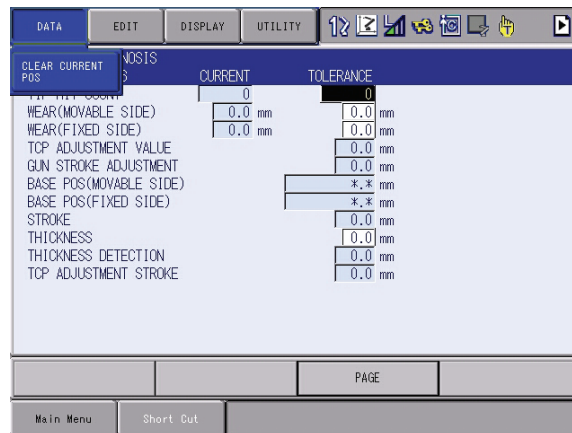 DATA EDIT DISPLAY UTILITY
CLEAR CURRENT
POS
NOSIS
S CURRENT TOLERANCE
TIP HIT COUNT 0 0
WEAR(MOVABLE SIDE) 0.0 mm 0.0 mm
WEAR(FIXED SIDE) 0.0 mm 0.0 mm
TCP ADJUSTMENT VALUE 0.0 mm
GUN STROKE ADJUSTMENT 0.0 mm
BASE POS(MOVABLE SIDE) *.* mm
BASE POS(FIXED SIDE) *.* mm
STROKE 0.0 mm
THICKNESS 0.0 mm
THICKNESS DETECTION 0.0 mm
TCP ADJUSTMENT STROKE 0.0 mm
PAGE
Main Menu Short Cut